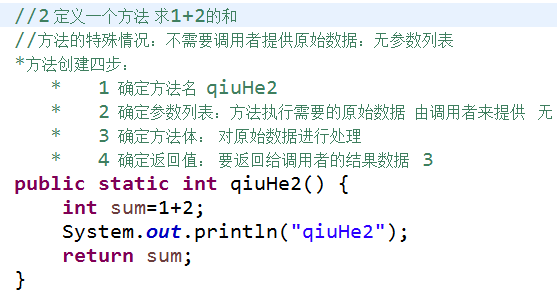 //2 定义一个方法 求1+2的和
//方法的特殊情况：不需要调用者提供原始数据：无参数列表
*方法创建四步：
* 1 确定方法名 qiuHe2
* 2 确定参数列表：方法执行需要的原始数据 由调用者来提供 无
* 3 确定方法体： 对原始数据进行处理
* 4 确定返回值： 要返回给调用者的结果数据 3
public static int qiuHe2() {
int sum=1+2;
System.out.println("qiuHe2");
return sum;
}